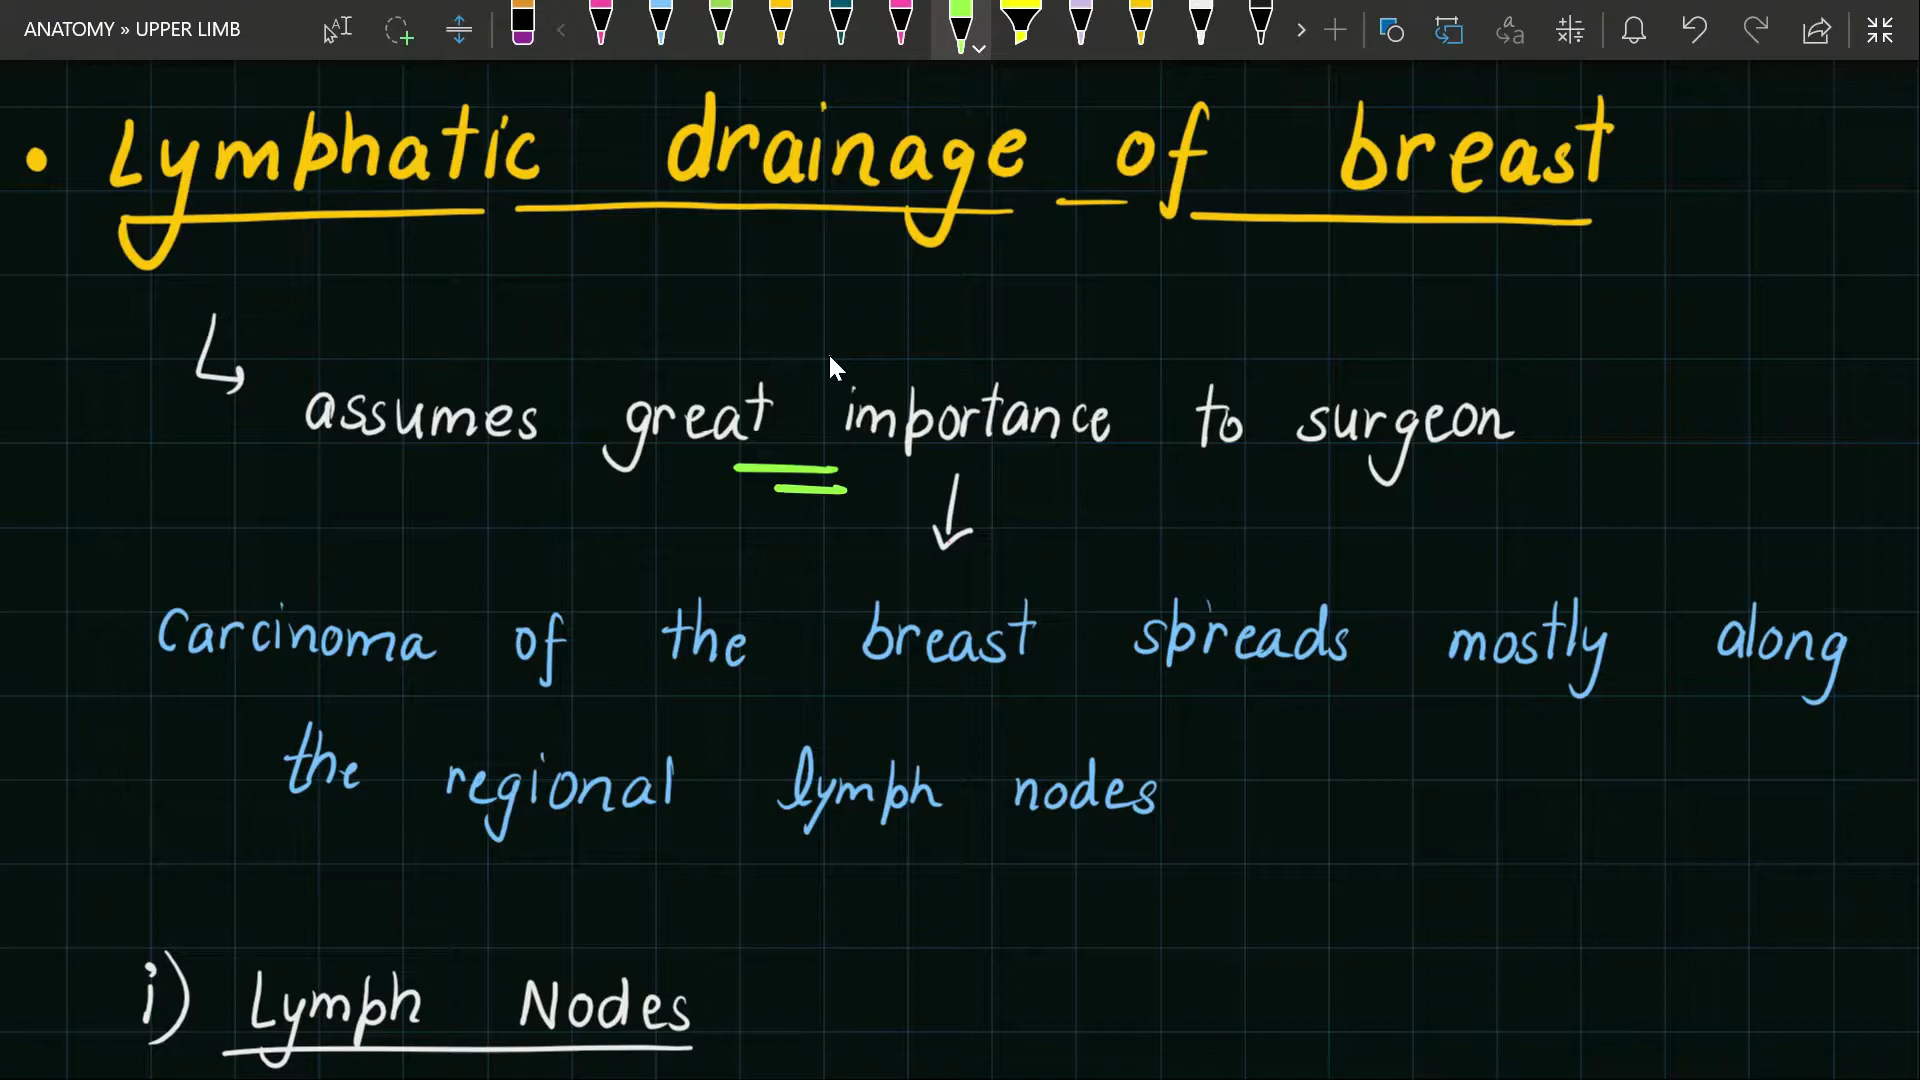 ANATOMY » UPPER LIMB
• Lymphatic drainage of breast
↳ assumes great importance to surgeon
↓
Carcinoma of the breast spreads mostly along
the regional lymph nodes
i) Lymph Nodes